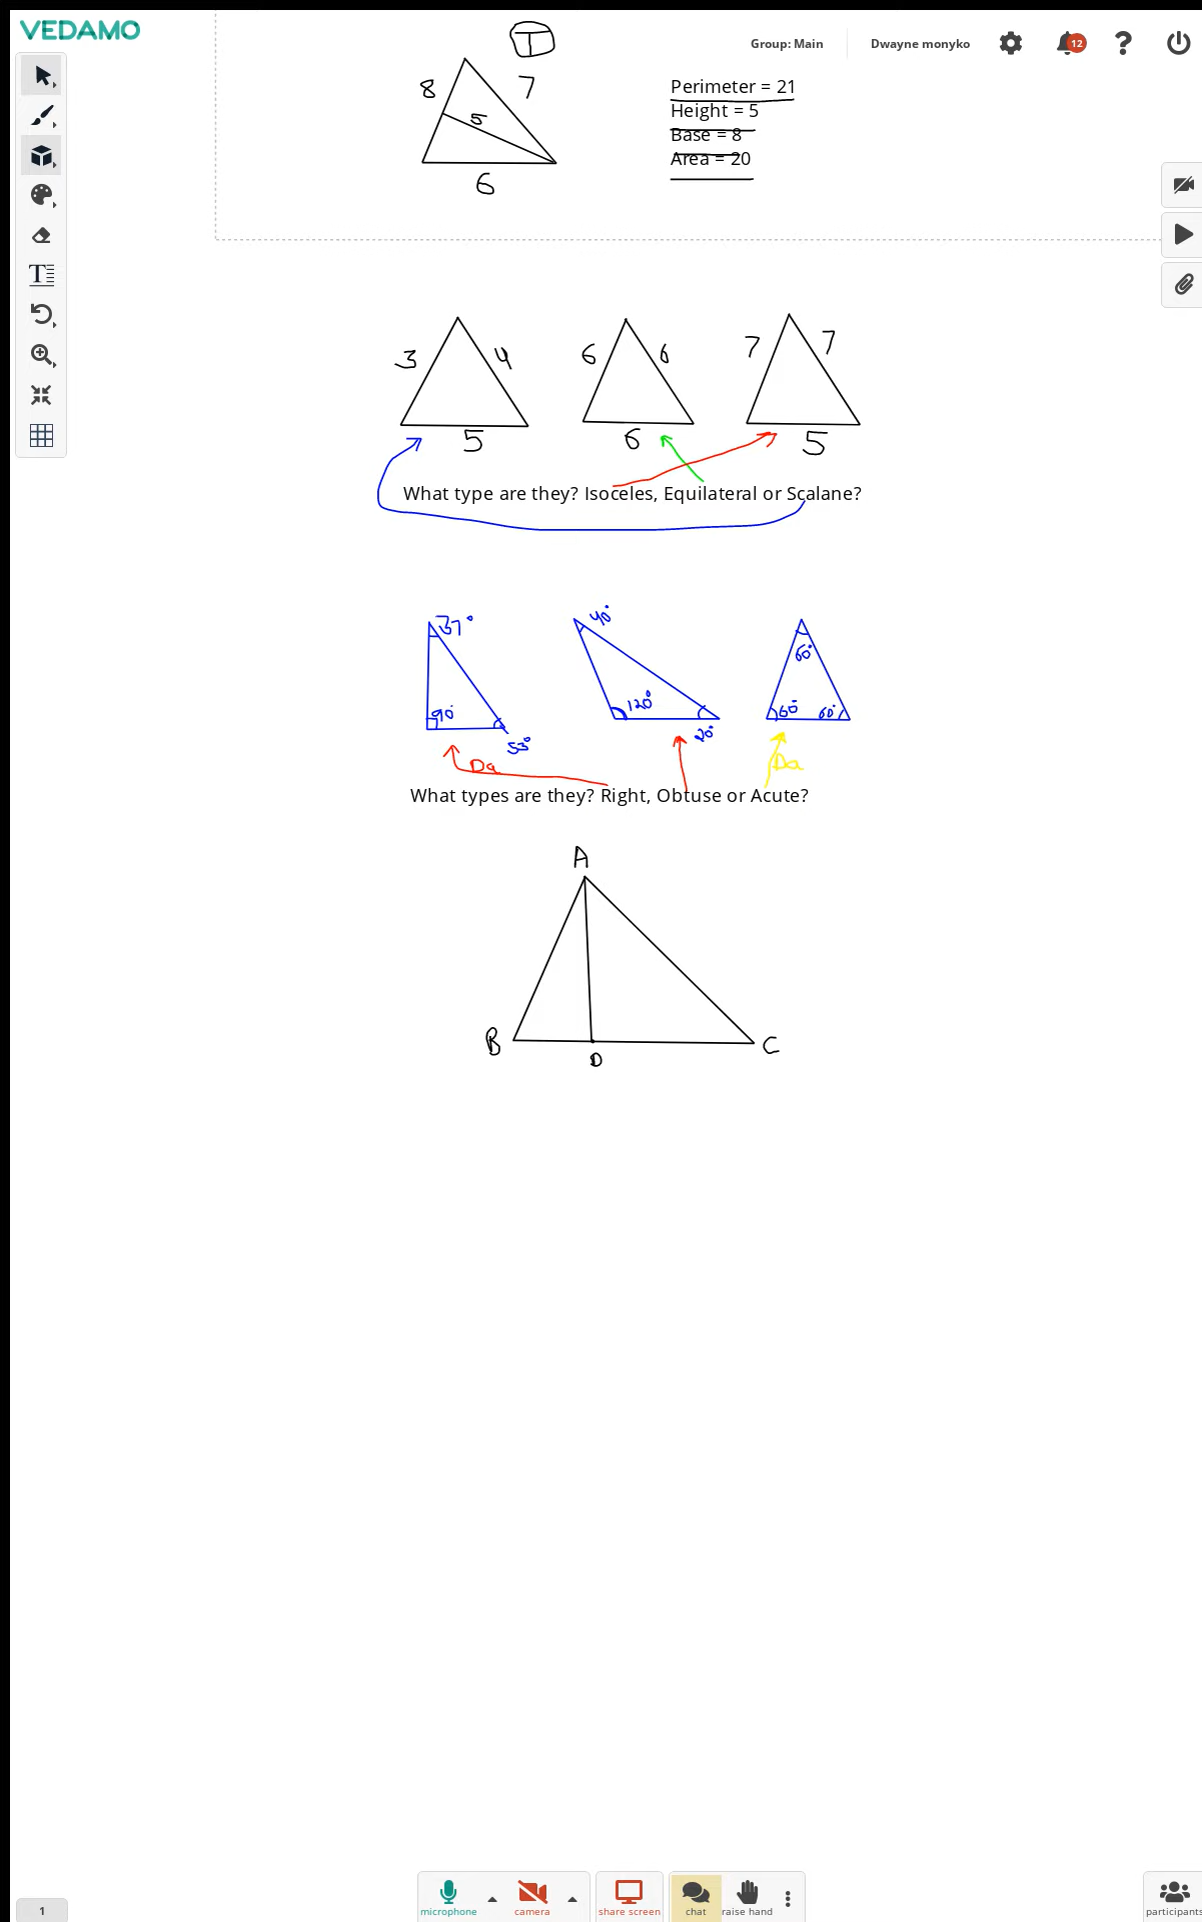 VEDAMO
Group: Main
Dwayne monyko
12
T
8
7
5
6
Perimeter = 21
Height = 5
Base = 8
Area = 20
3
4
5
6
6
6
7
7
5
What type are they? Isoceles, Equilateral or Scalane?
37°
90°
53°
40°
120°
20°
60°
60°
60°
Da
Da
What types are they? Right, Obtuse or Acute?
A
B
D
C
1
microphone
camera
share screen
chat
raise hand
participants